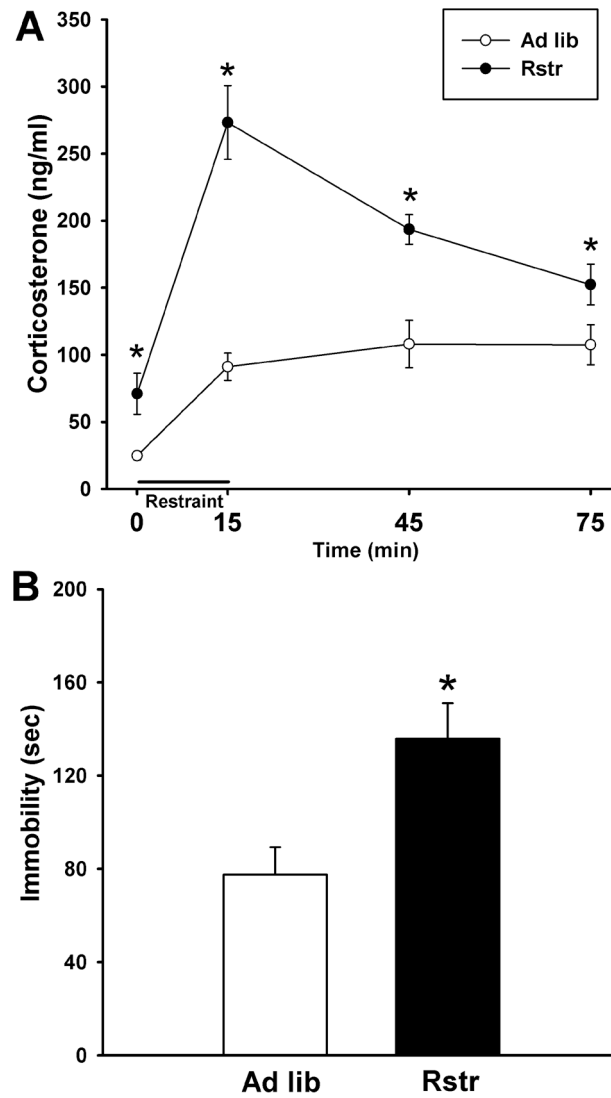 A
Corticosterone (ng/ml)
350
300
250
200
150
100
50
0
Ad lib
Rstr
*
*
*
*
Restraint
0 15 45 75
Time (min)
B
Immobility (sec)
200
160
120
80
40
0
*
Ad lib Rstr